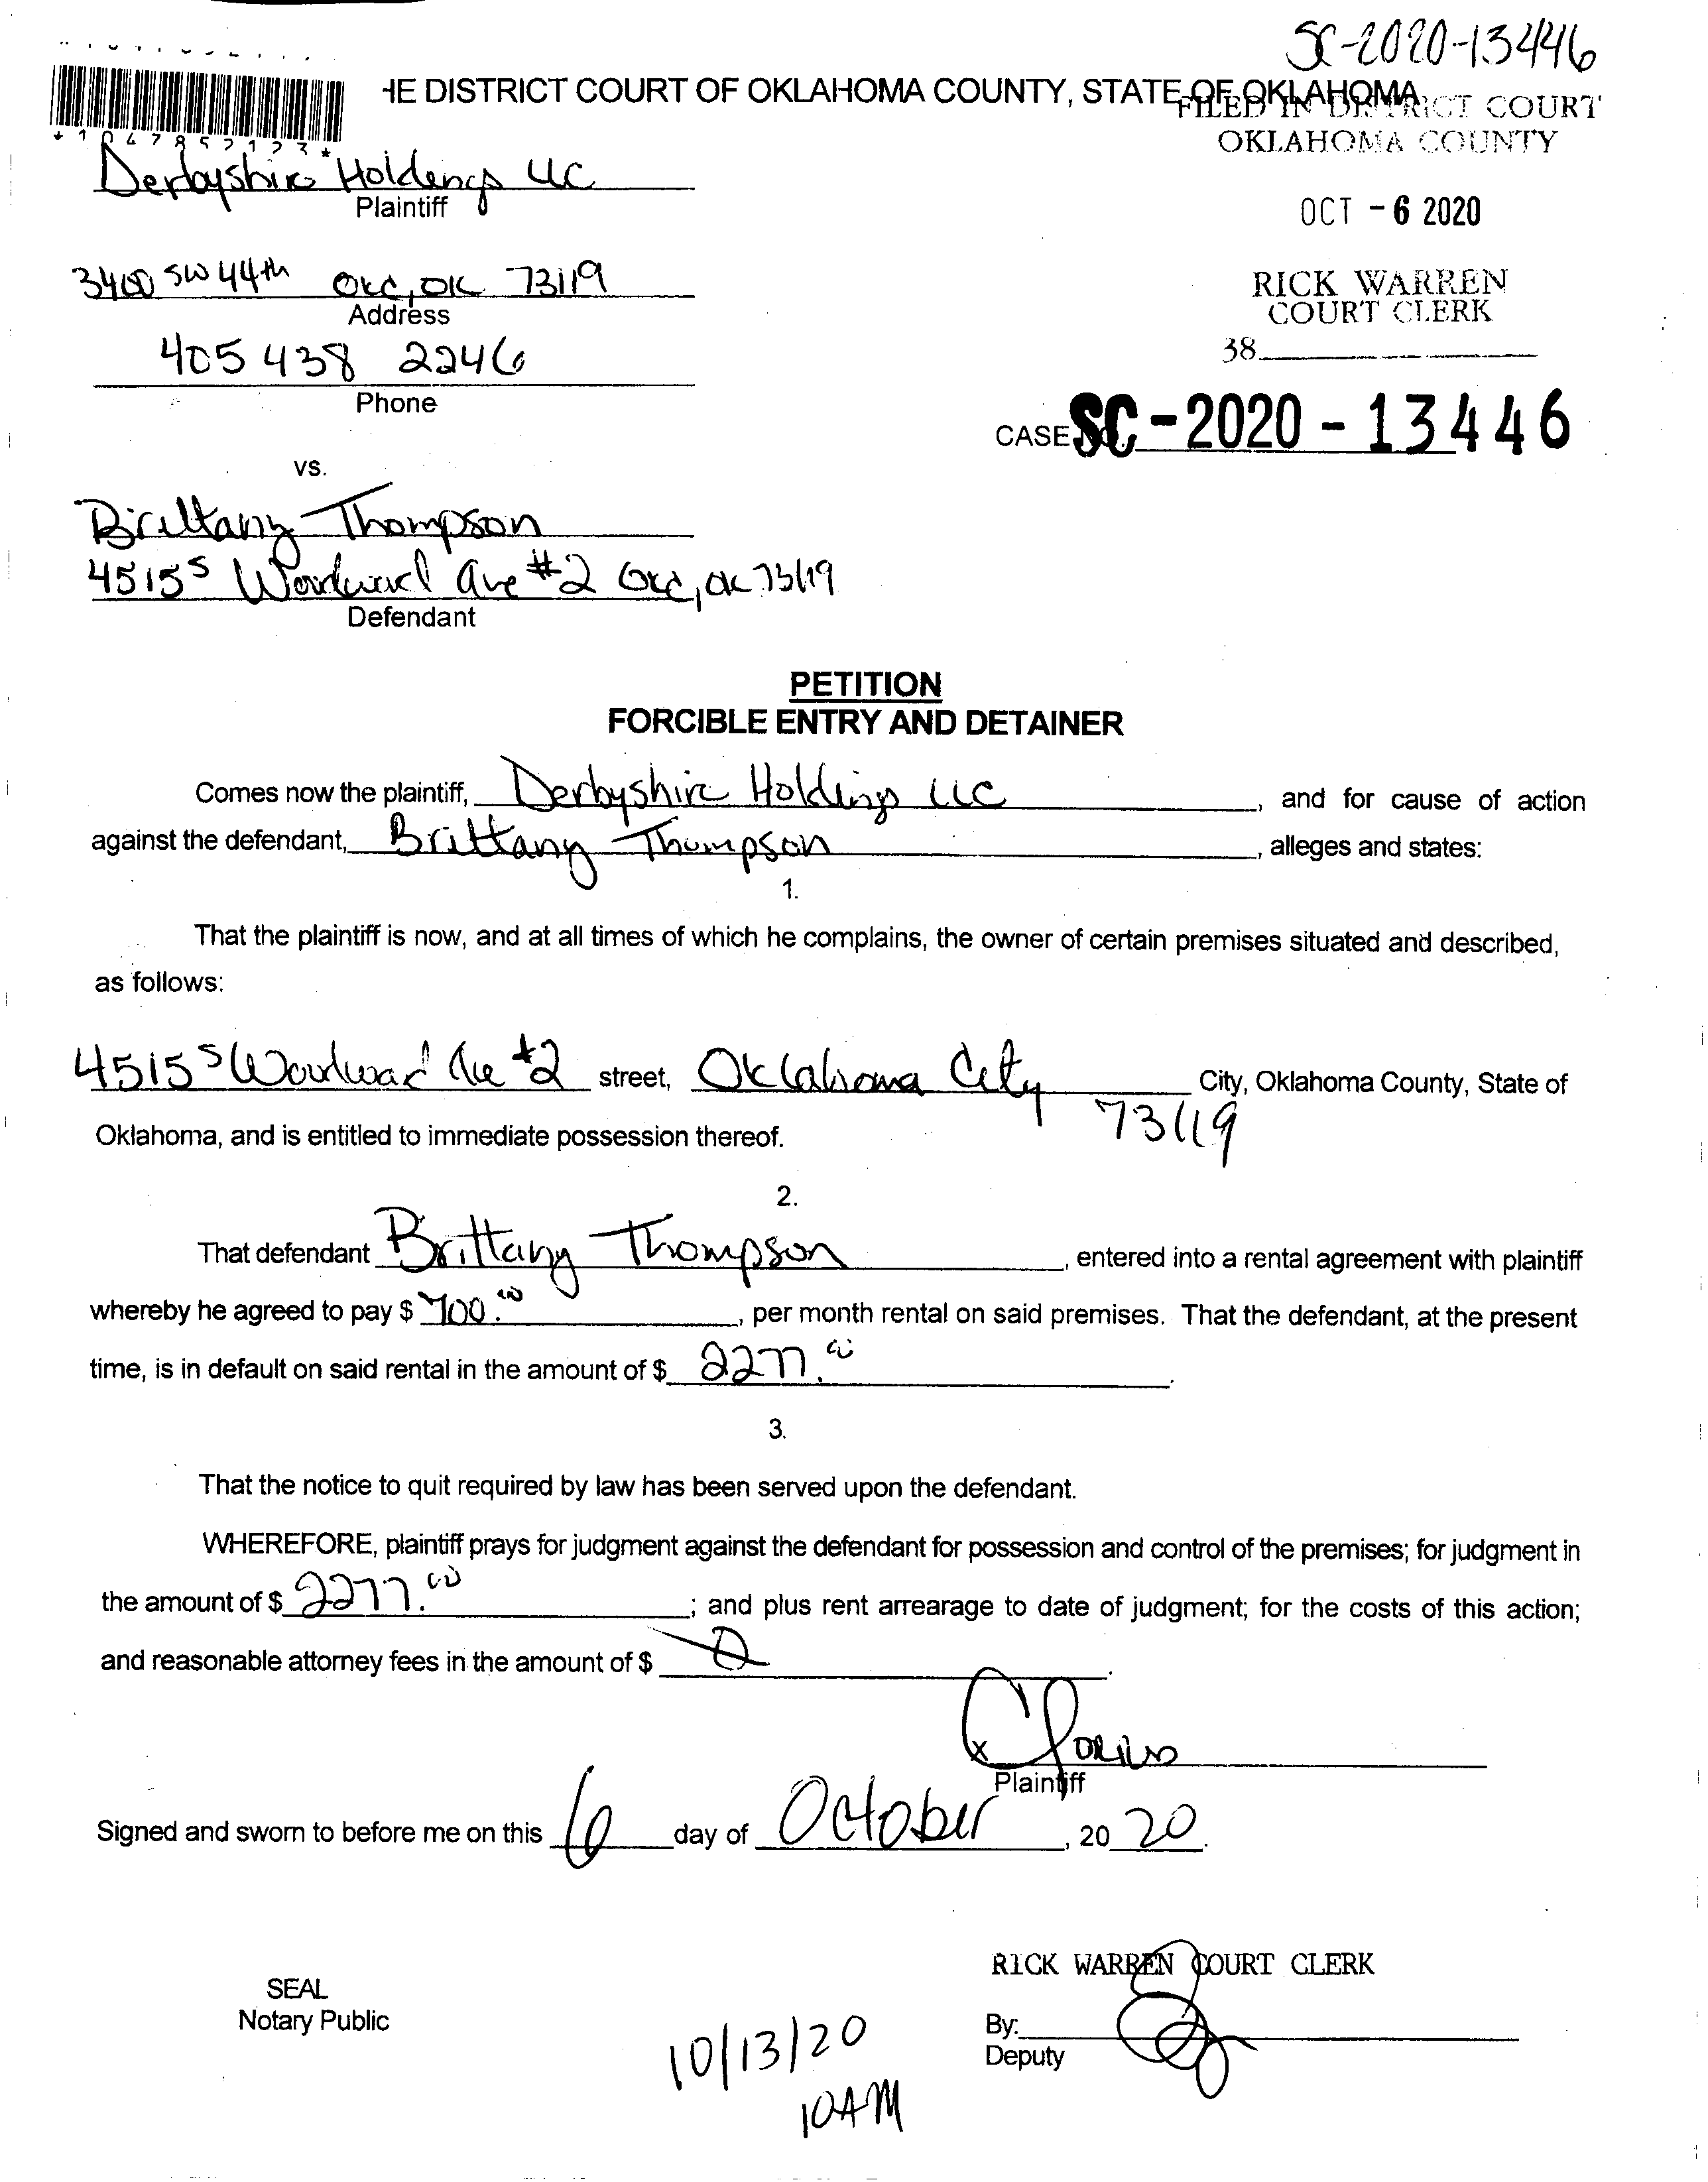 SC-2020-13446
HE DISTRICT COURT OF OKLAHOMA COUNTY, STATE OF OKLAHOMA
FILED IN DISTRICT COURT
OKLAHOMA COUNTY
*1047852123*
Derbyshire Holdings LLC
Plaintiff
OCT - 6 2020
3400 SW 44th OKC, OK 73119
Address
RICK WARREN
COURT CLERK
405 438 2246
Phone
38
CASE NO. SC - 2020 - 13446
vs.
Brittany Thompson
4515 S Woodward Ave #2 OKC, OK 73119
Defendant
PETITION
FORCIBLE ENTRY AND DETAINER
Comes now the plaintiff, Derbyshire Holdings LLC, and for cause of action
against the defendant, Brittany Thompson, alleges and states:
1.
That the plaintiff is now, and at all times of which he complains, the owner of certain premises situated and described,
as follows:
4515 S Woodward Ave #2 street, Oklahoma City City, Oklahoma County, State of
73119
Oklahoma, and is entitled to immediate possession thereof.
2.
That defendant Brittany Thompson, entered into a rental agreement with plaintiff
whereby he agreed to pay $ 700.00, per month rental on said premises. That the defendant, at the present
time, is in default on said rental in the amount of $ 2277.00.
3.
That the notice to quit required by law has been served upon the defendant.
WHEREFORE, plaintiff prays for judgment against the defendant for possession and control of the premises; for judgment in
the amount of $ 2277.00; and plus rent arrearage to date of judgment; for the costs of this action;
and reasonable attorney fees in the amount of $ 0.
x
Plaintiff
Signed and sworn to before me on this 6 day of October, 20 20.
RICK WARREN COURT CLERK
SEAL
Notary Public
By:
Deputy
10/13/20
10AM